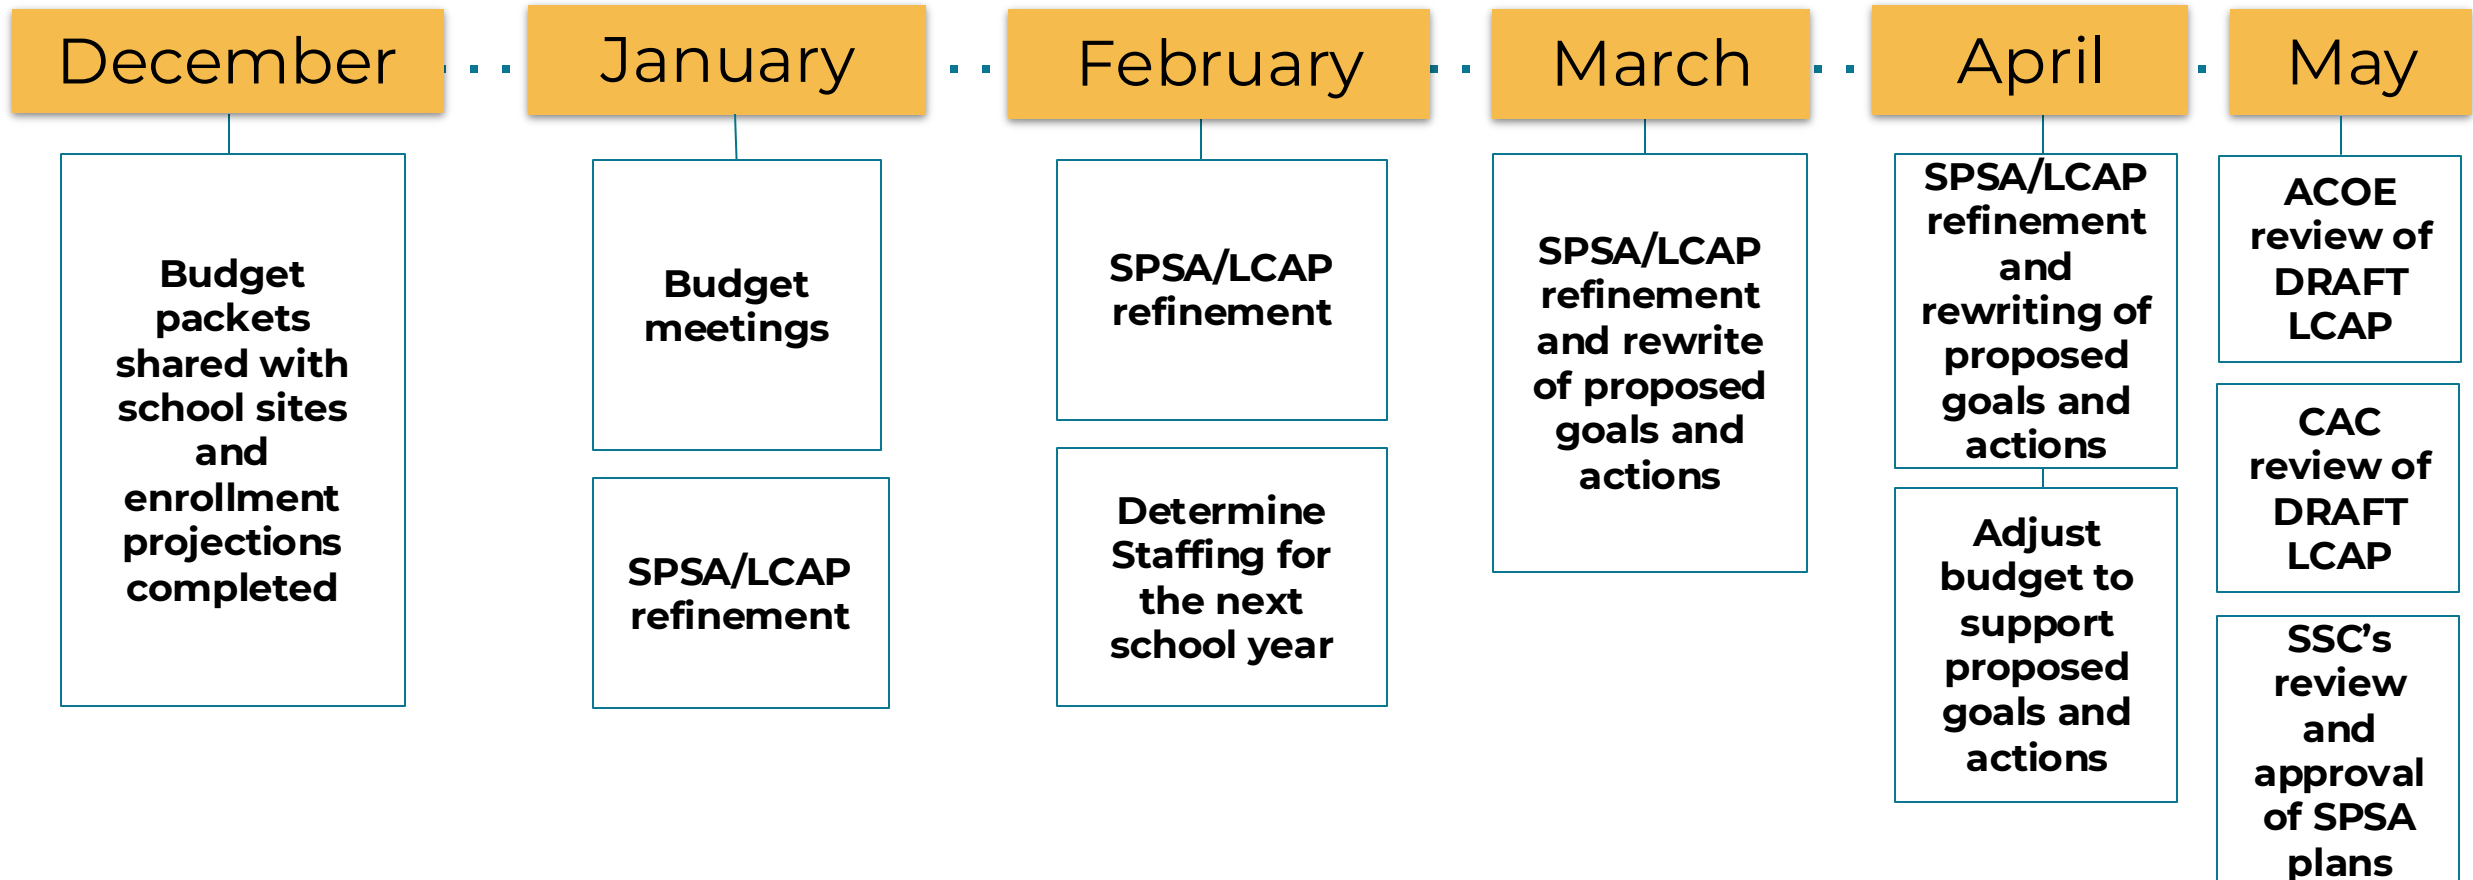 December
January
February
March
April
May
Budget
packets
shared with
school sites
and
enrollment
projections
completed
Budget
meetings
SPSA/LCAP
refinement
SPSA/LCAP
refinement
Determine
Staffing for
the next
school year
SPSA/LCAP
refinement
and rewrite
of proposed
goals and
actions
SPSA/LCAP
refinement
and
rewriting of
proposed
goals and
actions
Adjust
budget to
support
proposed
goals and
actions
ACOE
review of
DRAFT
LCAP
CAC
review of
DRAFT
LCAP
SSC’s
review
and
approval
of SPSA
plans